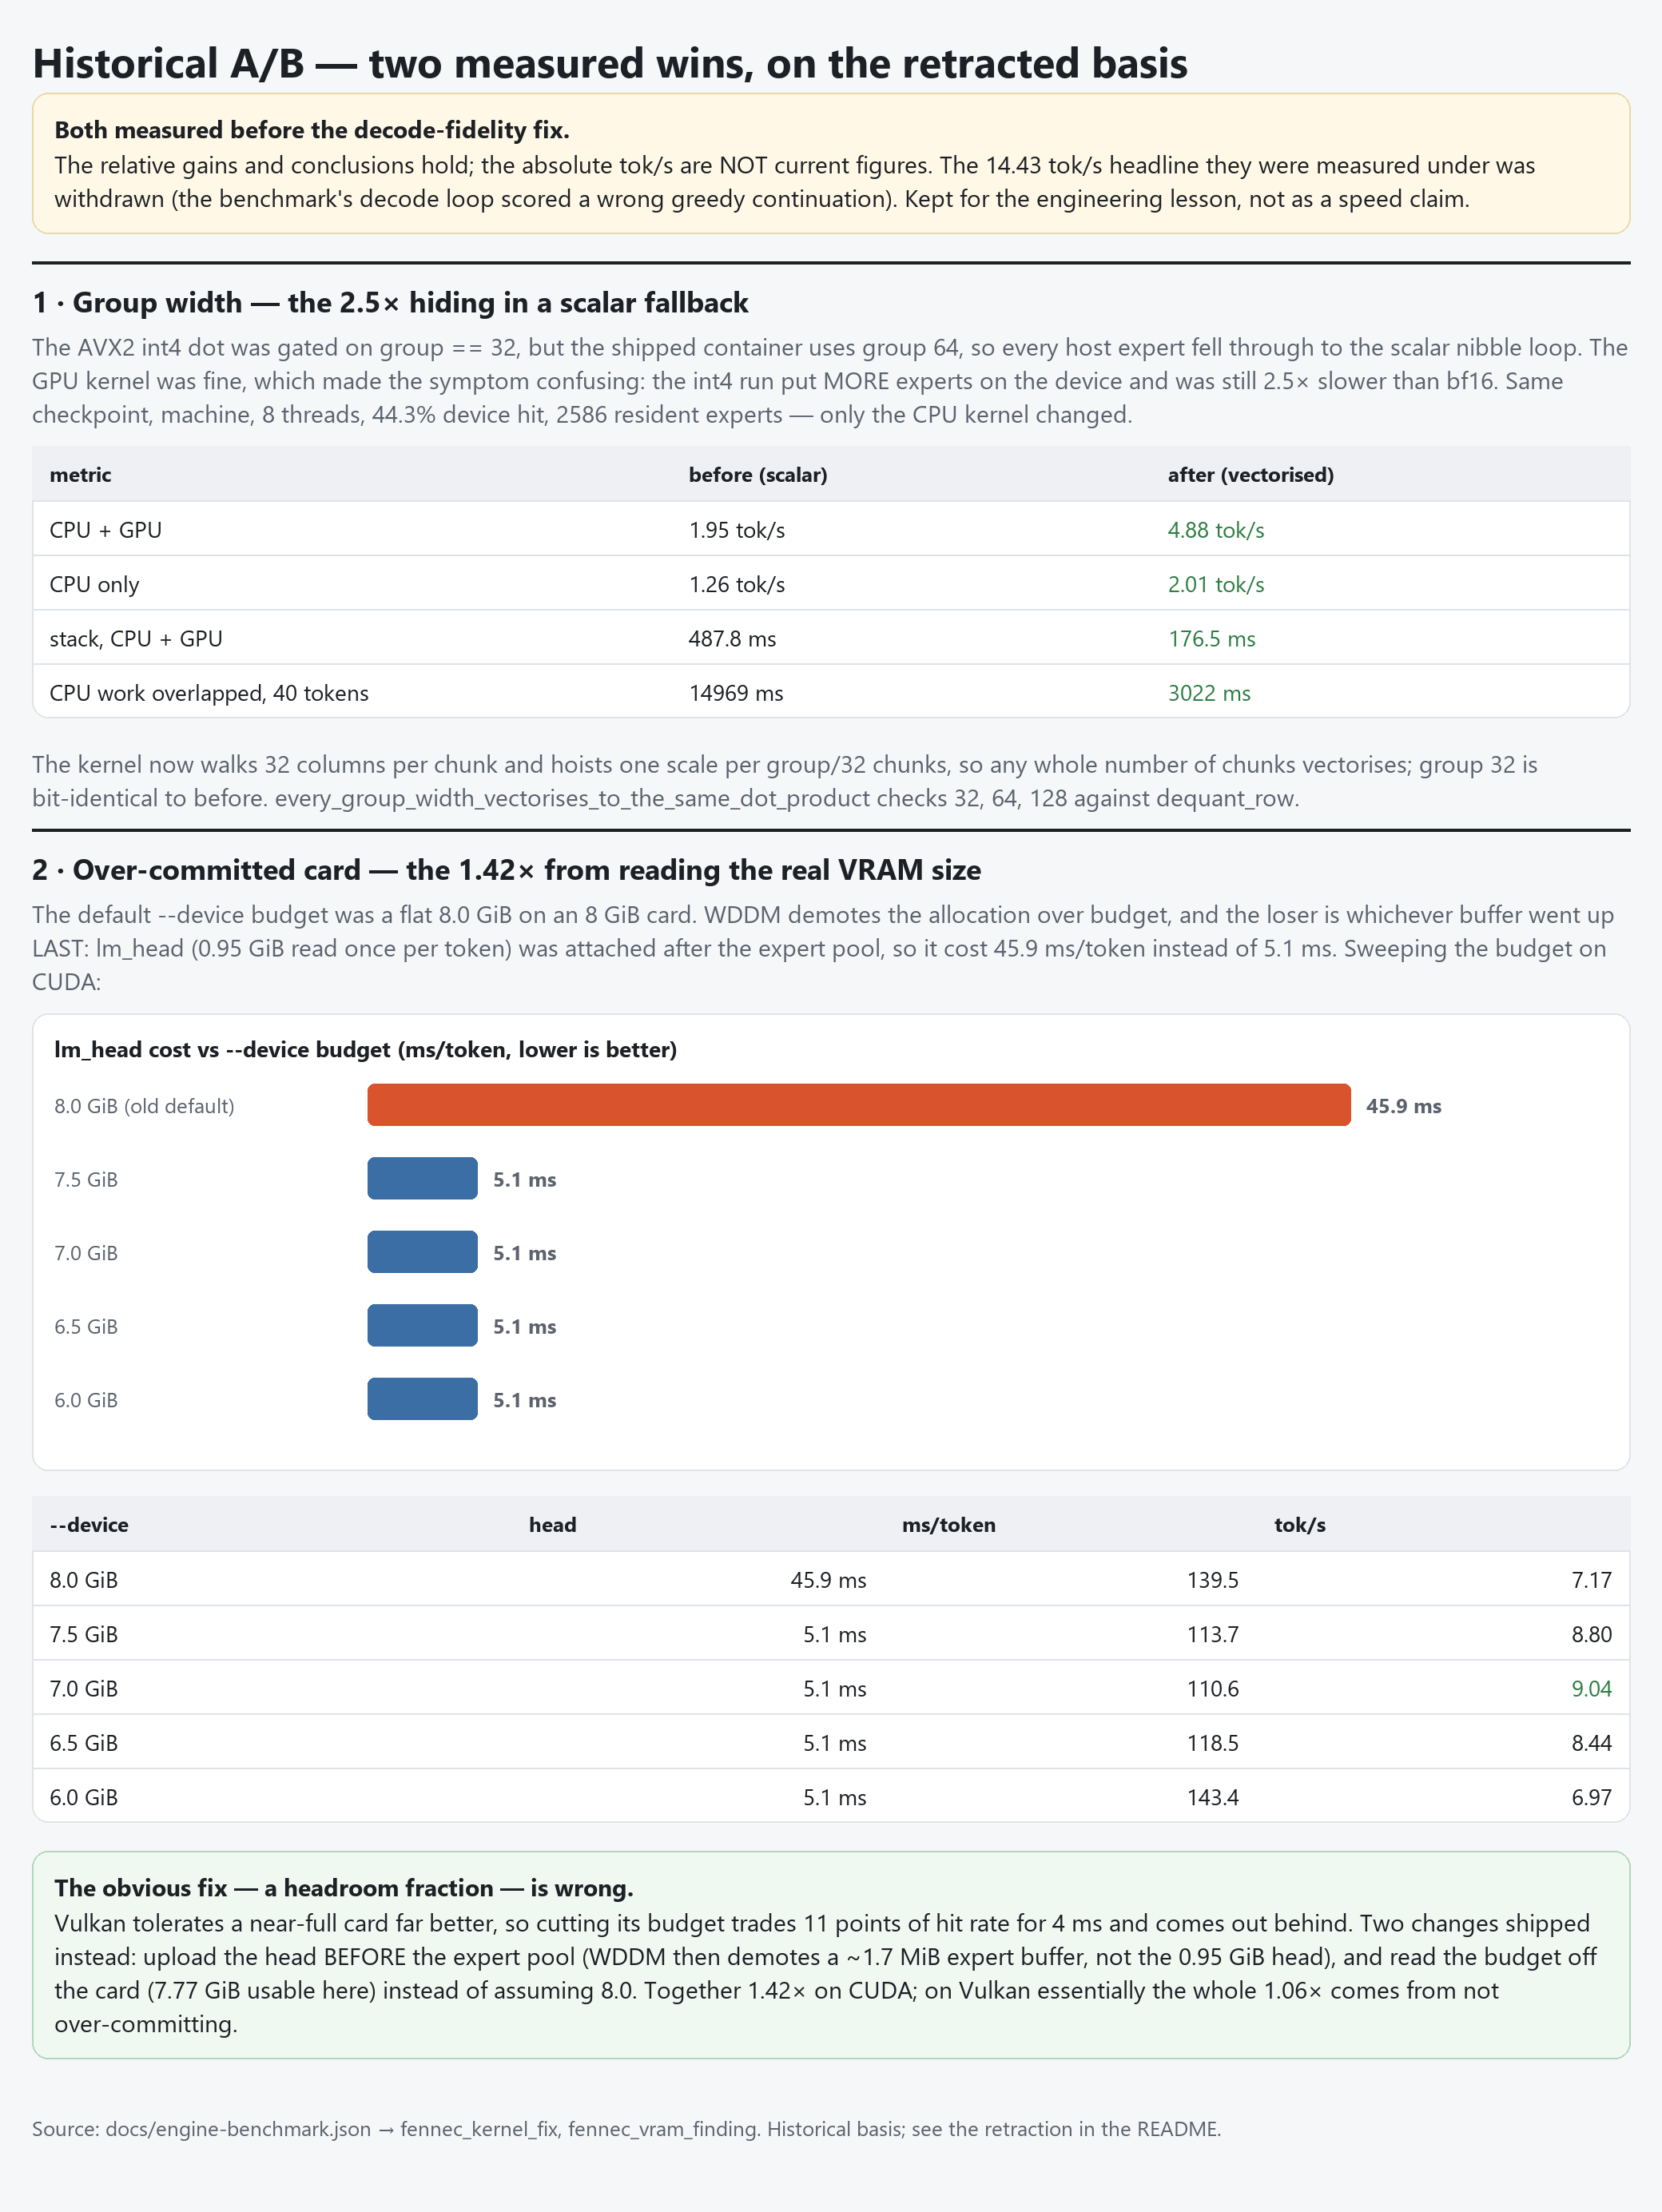 Historical A/B — two measured wins, on the retracted basis
Both measured before the decode-fidelity fix.
The relative gains and conclusions hold; the absolute tok/s are NOT current figures. The 14.43 tok/s headline they were measured under was
withdrawn (the benchmark's decode loop scored a wrong greedy continuation). Kept for the engineering lesson, not as a speed claim.
1 · Group width — the 2.5× hiding in a scalar fallback
The AVX2 int4 dot was gated on group == 32, but the shipped container uses group 64, so every host expert fell through to the scalar nibble loop. The
GPU kernel was fine, which made the symptom confusing: the int4 run put MORE experts on the device and was still 2.5× slower than bf16. Same
checkpoint, machine, 8 threads, 44.3% device hit, 2586 resident experts — only the CPU kernel changed.
metric before (scalar) after (vectorised)
CPU + GPU 1.95 tok/s 4.88 tok/s
CPU only 1.26 tok/s 2.01 tok/s
stack, CPU + GPU 487.8 ms 176.5 ms
CPU work overlapped, 40 tokens 14969 ms 3022 ms
The kernel now walks 32 columns per chunk and hoists one scale per group/32 chunks, so any whole number of chunks vectorises; group 32 is
bit-identical to before. every_group_width_vectorises_to_the_same_dot_product checks 32, 64, 128 against dequant_row.
2 · Over-committed card — the 1.42× from reading the real VRAM size
The default --device budget was a flat 8.0 GiB on an 8 GiB card. WDDM demotes the allocation over budget, and the loser is whichever buffer went up
LAST: lm_head (0.95 GiB read once per token) was attached after the expert pool, so it cost 45.9 ms/token instead of 5.1 ms. Sweeping the budget on
CUDA:
lm_head cost vs --device budget (ms/token, lower is better)
8.0 GiB (old default) 45.9 ms
7.5 GiB 5.1 ms
7.0 GiB 5.1 ms
6.5 GiB 5.1 ms
6.0 GiB 5.1 ms
--device head ms/token tok/s
8.0 GiB 45.9 ms 139.5 7.17
7.5 GiB 5.1 ms 113.7 8.80
7.0 GiB 5.1 ms 110.6 9.04
6.5 GiB 5.1 ms 118.5 8.44
6.0 GiB 5.1 ms 143.4 6.97
The obvious fix — a headroom fraction — is wrong.
Vulkan tolerates a near-full card far better, so cutting its budget trades 11 points of hit rate for 4 ms and comes out behind. Two changes shipped
instead: upload the head BEFORE the expert pool (WDDM then demotes a ~1.7 MiB expert buffer, not the 0.95 GiB head), and read the budget off
the card (7.77 GiB usable here) instead of assuming 8.0. Together 1.42× on CUDA; on Vulkan essentially the whole 1.06× comes from not
over-committing.
Source: docs/engine-benchmark.json → fennec_kernel_fix, fennec_vram_finding. Historical basis; see the retraction in the README.